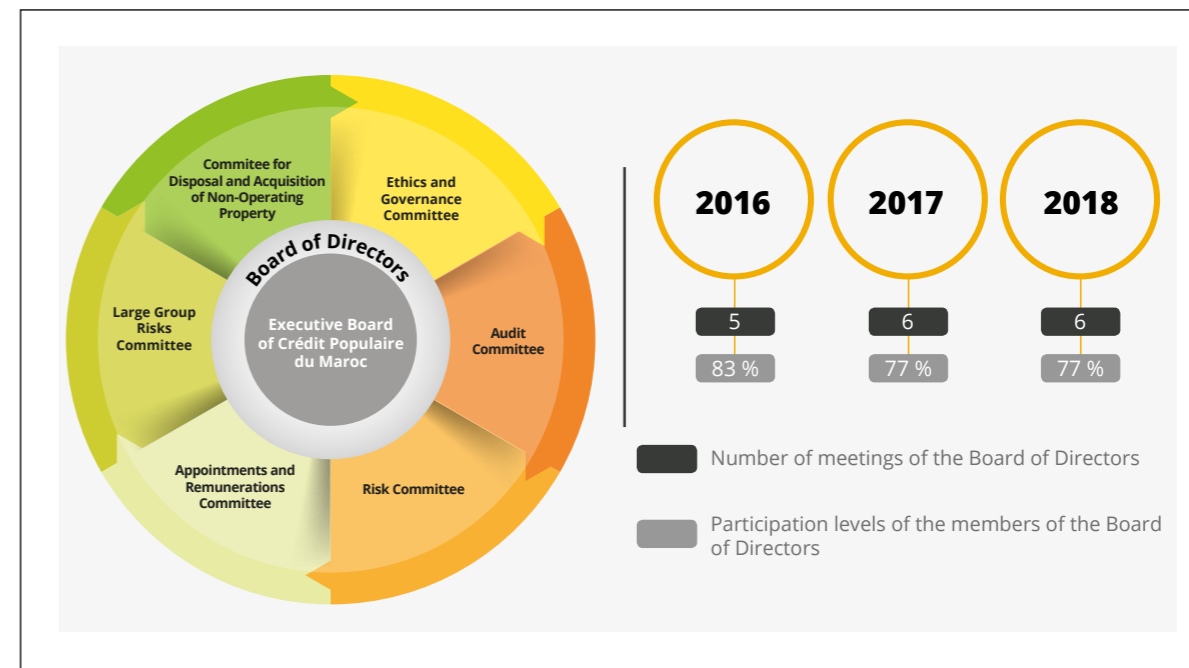 Commitee for
Disposal and Acquisition
of Non-Operating
Property
Ethics and
Governance
Committee
Large Group
Risks
Committee
Board of Directors
Executive Board
of Crédit Populaire
du Maroc
Audit
Committee
Appointments and
Remunerations
Committee
Risk Committee
2016
2017
2018
5
6
6
83 %
77 %
77 %
Number of meetings of the Board of Directors
Participation levels of the members of the Board
of Directors